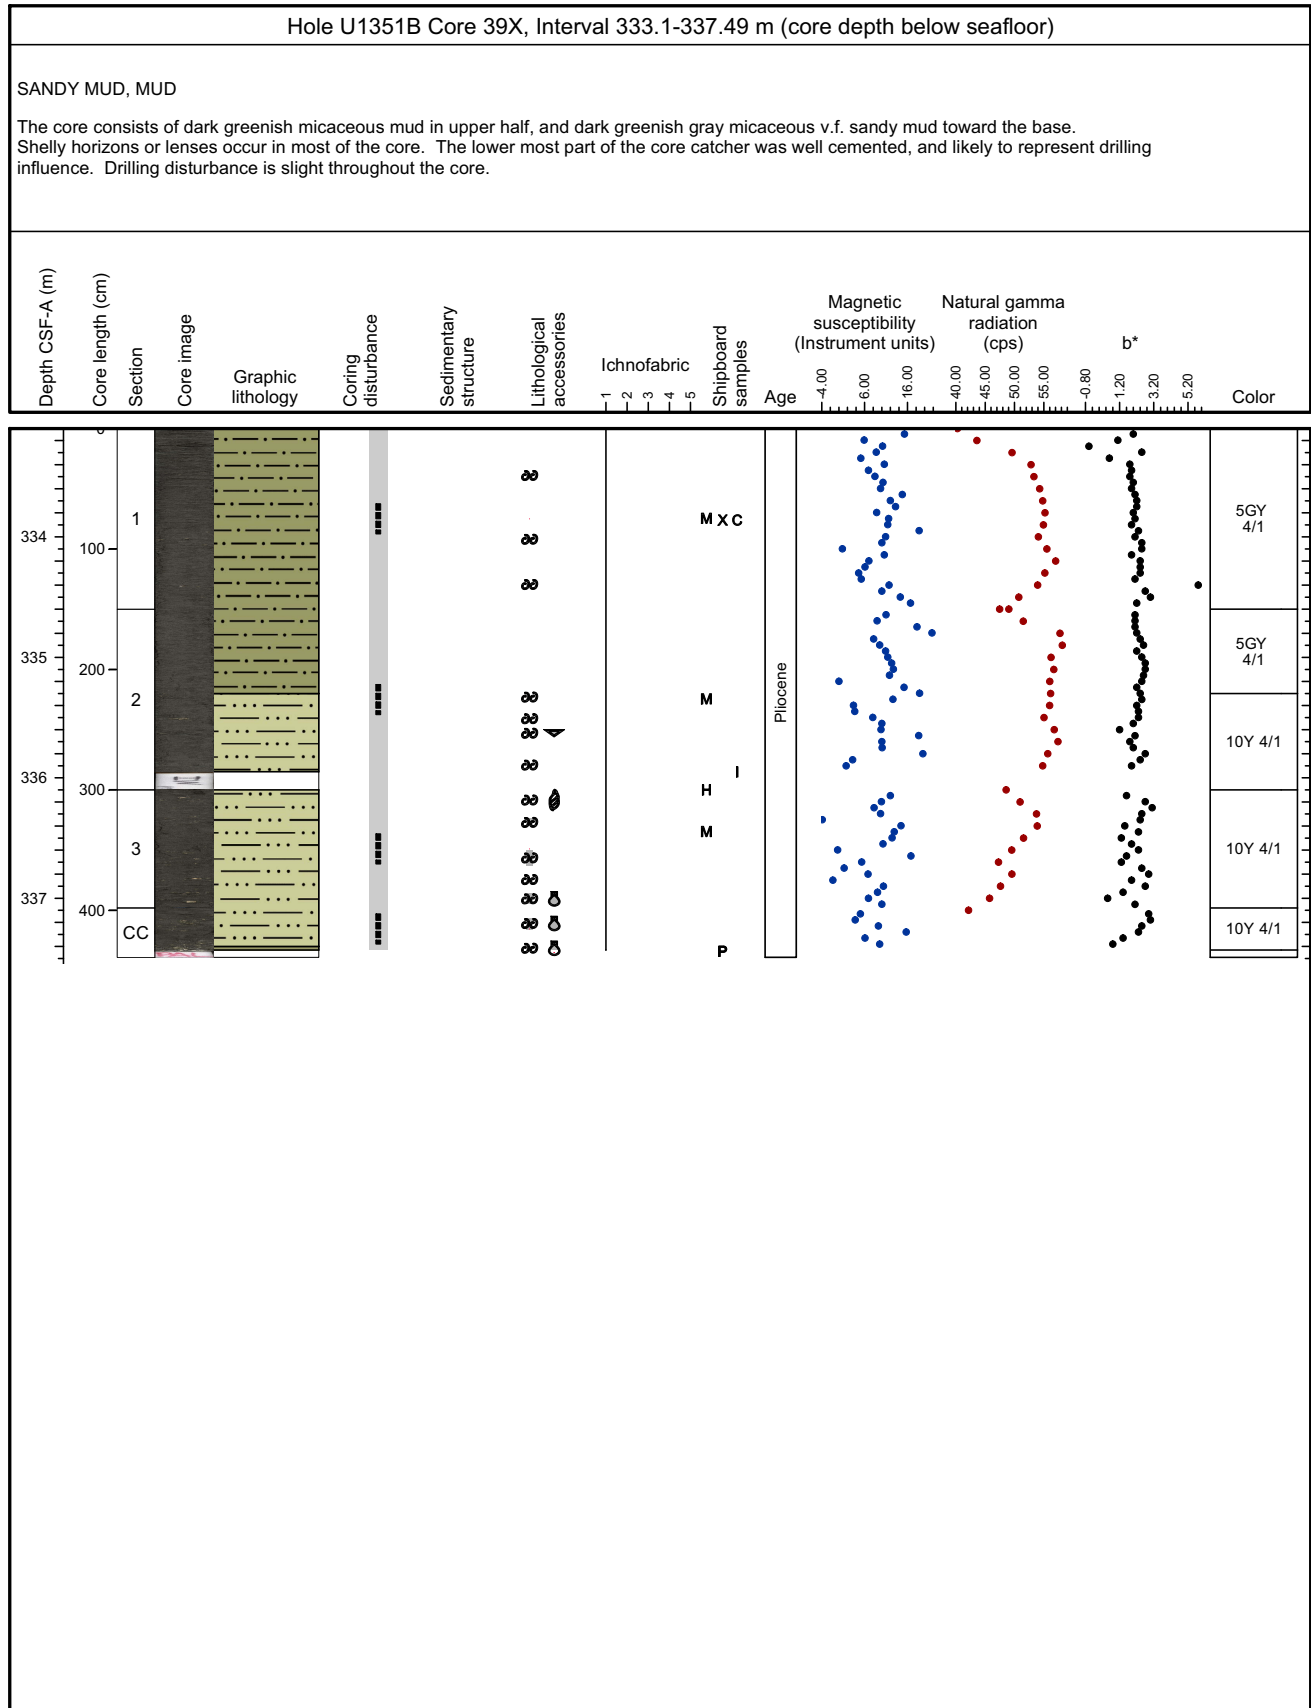 Hole U1351B Core 39X, Interval 333.1-337.49 m (core depth below seafloor)
SANDY MUD, MUD
The core consists of dark greenish micaceous mud in upper half, and dark greenish gray micaceous v.f. sandy mud toward the base.
Shelly horizons or lenses occur in most of the core. The lower most part of the core catcher was well cemented, and likely to represent drilling
influence. Drilling disturbance is slight throughout the core.
Depth CSF-A (m)
Core length (cm)
Section
Core image
Graphic
lithology
Coring
disturbance
Sedimentary
structure
Lithological
accessories
Ichnofabric
1 2 3 4 5
Shipboard
samples
Age
Magnetic
susceptibility
(Instrument units)
-4.00 6.00 16.00
Natural gamma
radiation
(cps)
40.00 45.00 50.00 55.00
b*
-0.80 1.20 3.20 5.20
Color
0
1
M X C
5GY
4/1
334
100
335
200
5GY
4/1
2
M
Pliocene
10Y 4/1
336
I
300
H
M
3
10Y 4/1
337
400
CC
10Y 4/1
P